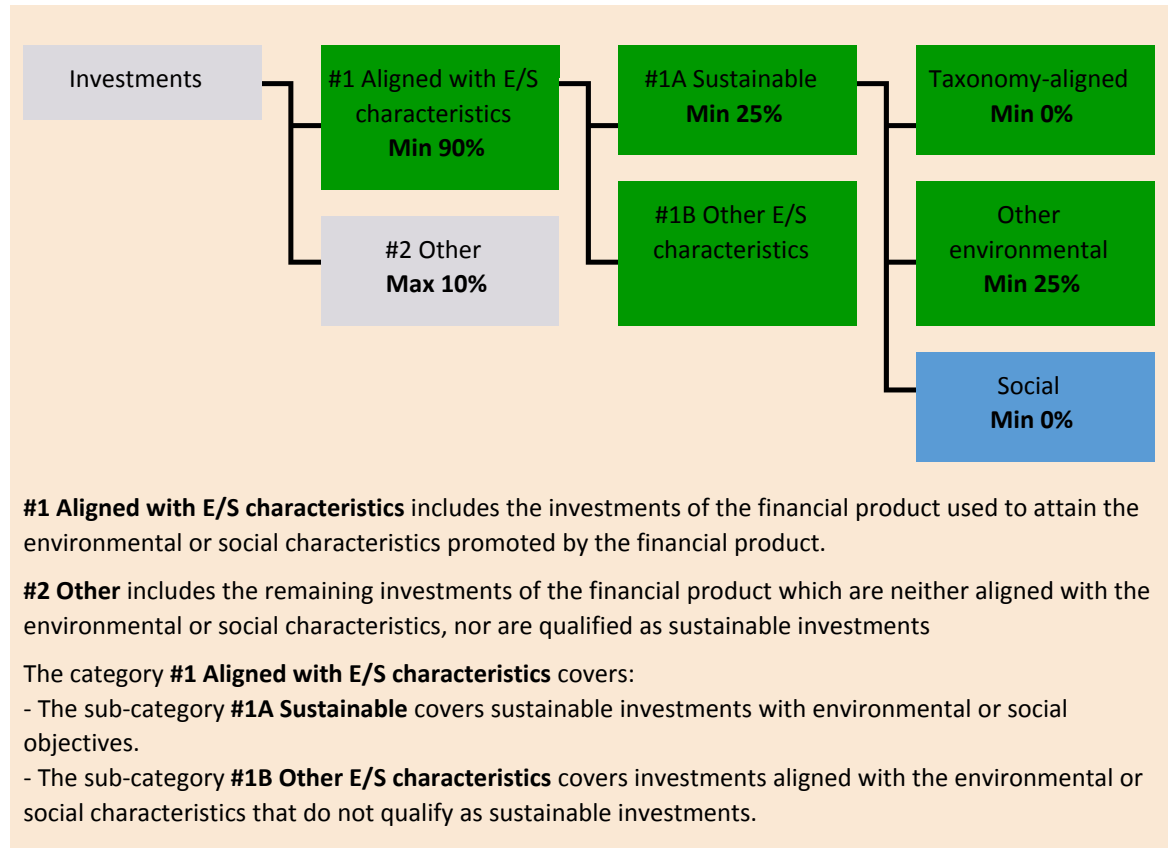 Investments
#1 Aligned with E/S
characteristics
Min 90%
#2 Other
Max 10%
#1A Sustainable
Min 25%
#1B Other E/S
characteristics
Taxonomy-aligned
Min 0%
Other
environmental
Min 25%
Social
Min 0%
#1 Aligned with E/S characteristics includes the investments of the financial product used to attain the
environmental or social characteristics promoted by the financial product.
#2 Other includes the remaining investments of the financial product which are neither aligned with the
environmental or social characteristics, nor are qualified as sustainable investments
The category #1 Aligned with E/S characteristics covers:
- The sub-category #1A Sustainable covers sustainable investments with environmental or social
objectives.
- The sub-category #1B Other E/S characteristics covers investments aligned with the environmental or
social characteristics that do not qualify as sustainable investments.